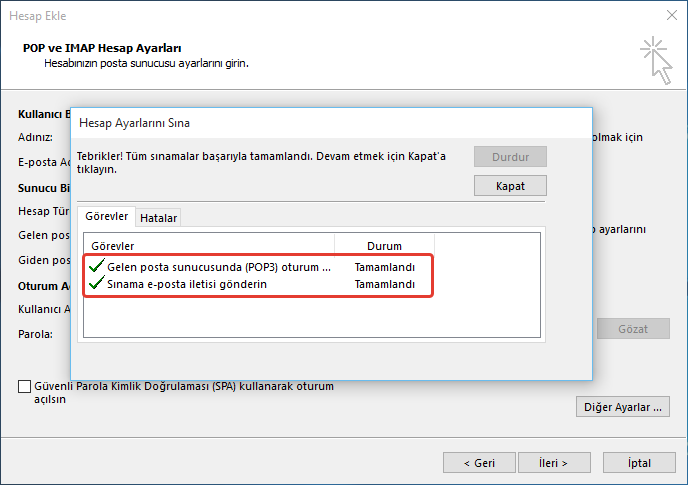 Hesap Ekle
POP ve IMAP Hesap Ayarları
Hesabınızın posta sunucusu ayarlarını girin.
Kullanıcı B
Adınız:
olmak için
E-posta Ad
Sunucu Bi
Hesap Tür
Gelen post
ayarlarını
Giden pos
Oturum A
Kullanıcı A
Parola:
Gözat
Hesap Ayarlarını Sına
Tebrikler! Tüm sınamalar başarıyla tamamlandı. Devam etmek için Kapat'a
tıklayın.
Durdur
Kapat
Görevler Hatalar
Görevler Durum
Gelen posta sunucusunda (POP3) oturum ... Tamamlandı
Sınama e-posta iletisi gönderin Tamamlandı
Güvenli Parola Kimlik Doğrulaması (SPA) kullanarak oturum
açılsın
Diğer Ayarlar ...
< Geri İleri > İptal